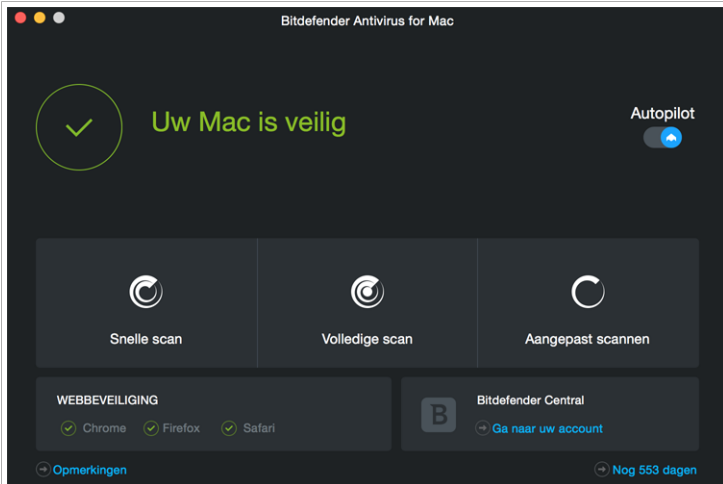 Bitdefender Antivirus for Mac
Uw Mac is veilig
Autopilot
Snelle scan
Volledige scan
Aangepast scannen
WEBBEVEILIGING
Chrome Firefox Safari
B
Bitdefender Central
Ga naar uw account
Opmerkingen
Nog 553 dagen